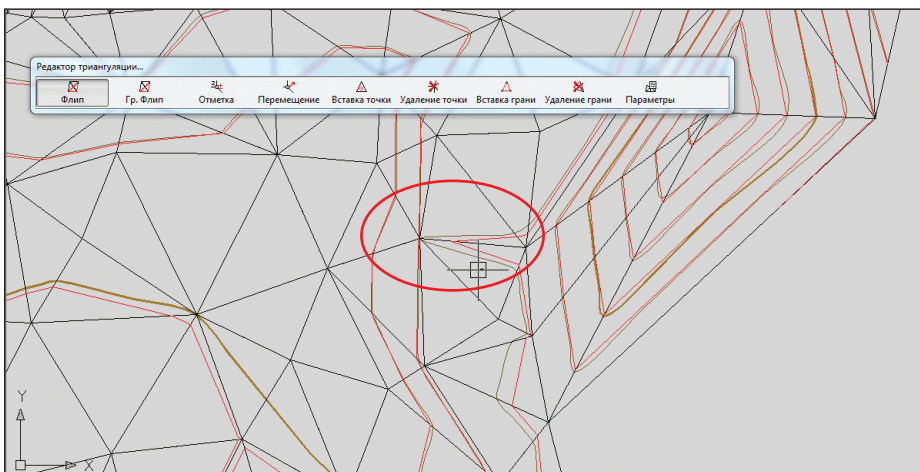 Редактор триангуляции...
Флип Гр. Флип Отметка Перемещение Вставка точки Удаление точки Вставка грани Удаление грани Параметры
Y
X